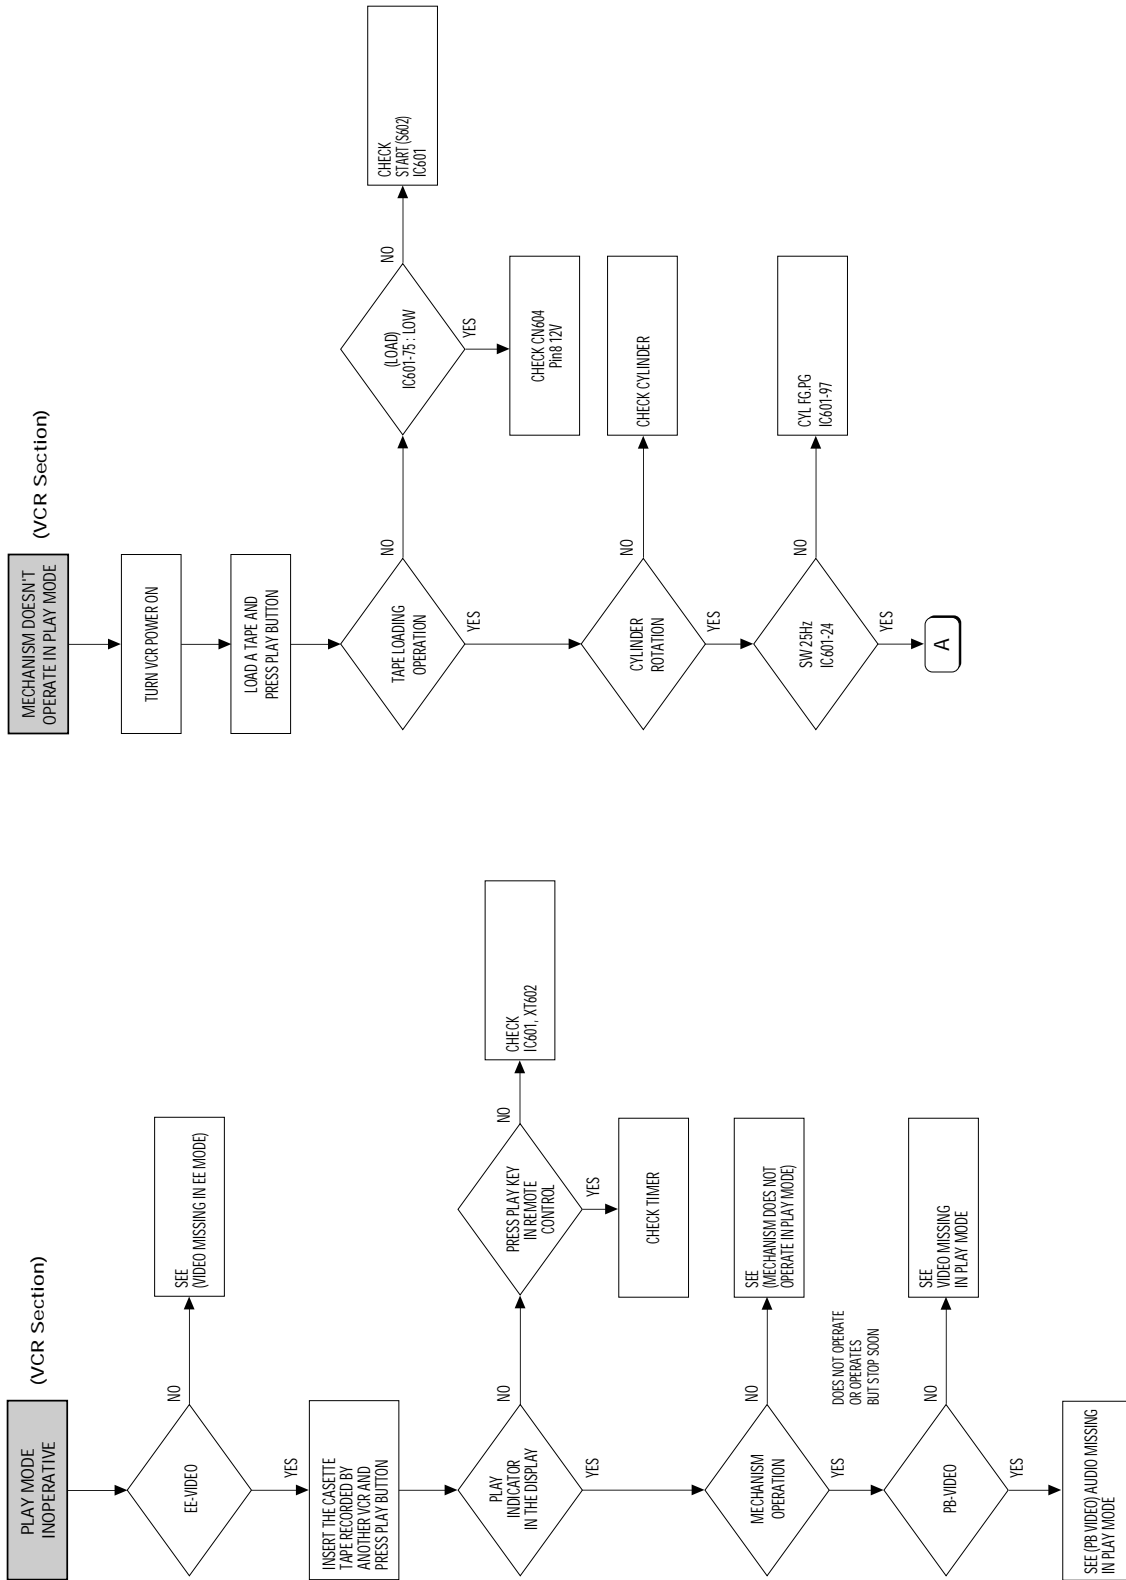 PLAY MODE
INOPERATIVE
(VCR Section)
EE-VIDEO
NO
SEE
(VIDEO MISSING IN EE MODE)
YES
INSERT THE CASETTE
TAPE RECORDED BY
ANOTHER VCR AND
PRESS PLAY BUTTON
PLAY
INDICATOR
IN THE DISPLAY
NO
PRESS PLAY KEY
IN REMOTE
CONTROL
NO
CHECK
IC601, XT602
YES
CHECK TIMER
YES
MECHANISM
OPERATION
NO
SEE
(MECHANISM DOES NOT
OPERATE IN PLAY MODE)
DOES NOT OPERATE
OR OPERATES
BUT STOP SOON
YES
PB-VIDEO
NO
SEE
VIDEO MISSING
IN PLAY MODE
YES
SEE (PB VIDEO) AUDIO MISSING
IN PLAY MODE
MECHANISM DOESN'T
OPERATE IN PLAY MODE
(VCR Section)
TURN VCR POWER ON
LOAD A TAPE AND
PRESS PLAY BUTTON
TAPE LOADING
OPERATION
NO
(LOAD)
IC601-75 : LOW
NO
CHECK
START (S602)
IC601
YES
CHECK CN604
Pin8 12V
YES
CYLINDER
ROTATION
NO
CHECK CYLINDER
YES
SW 25Hz
IC601-24
NO
CYL FG.PG
IC601-97
YES
A